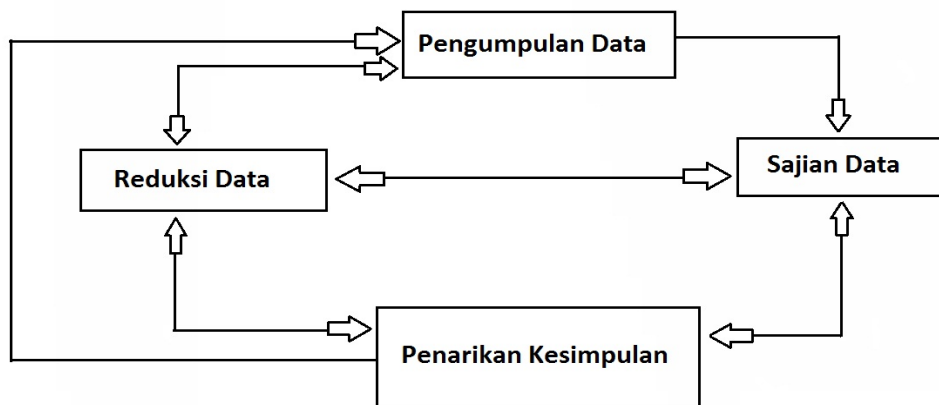 Pengumpulan Data
Reduksi Data
Sajian Data
Penarikan Kesimpulan